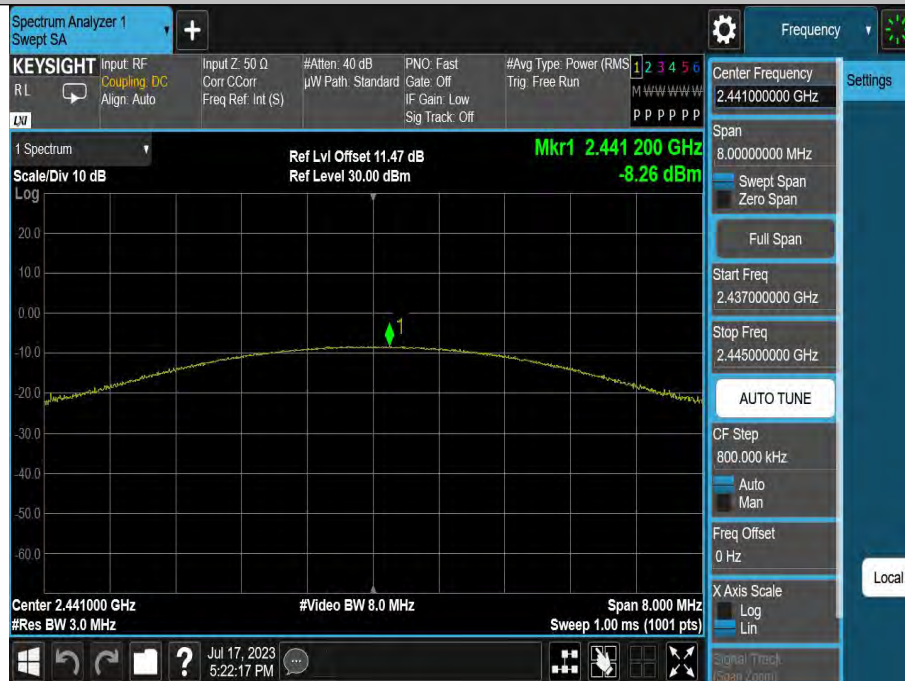 Spectrum Analyzer 1
Swept SA
+
Frequency
KEYSIGHT
RL
LXI
Input: RF
Coupling: DC
Align: Auto
Input Z: 50 Ω
Corr CCorr
Freq Ref: Int (S)
#Atten: 40 dB
µW Path: Standard
PNO: Fast
Gate: Off
IF Gain: Low
Sig Track: Off
#Avg Type: Power (RMS
Trig: Free Run
1 2 3 4 5 6
M W W W W W
P P P P P P
1 Spectrum
Scale/Div 10 dB
Log
Ref Lvl Offset 11.47 dB
Ref Level 30.00 dBm
Mkr1 2.441 200 GHz
-8.26 dBm
20.0
10.0
0.00
-10.0
-20.0
-30.0
-40.0
-50.0
-60.0
1
Center 2.441000 GHz
#Res BW 3.0 MHz
#Video BW 8.0 MHz
Span 8.000 MHz
Sweep 1.00 ms (1001 pts)
Center Frequency
2.441000000 GHz
Settings
Span
8.00000000 MHz
Swept Span
Zero Span
Full Span
Start Freq
2.437000000 GHz
Stop Freq
2.445000000 GHz
AUTO TUNE
CF Step
800.000 kHz
Auto
Man
Freq Offset
0 Hz
X Axis Scale
Log
Lin
Local
Signal Track
(Span Zoom)
?
Jul 17, 2023
5:22:17 PM